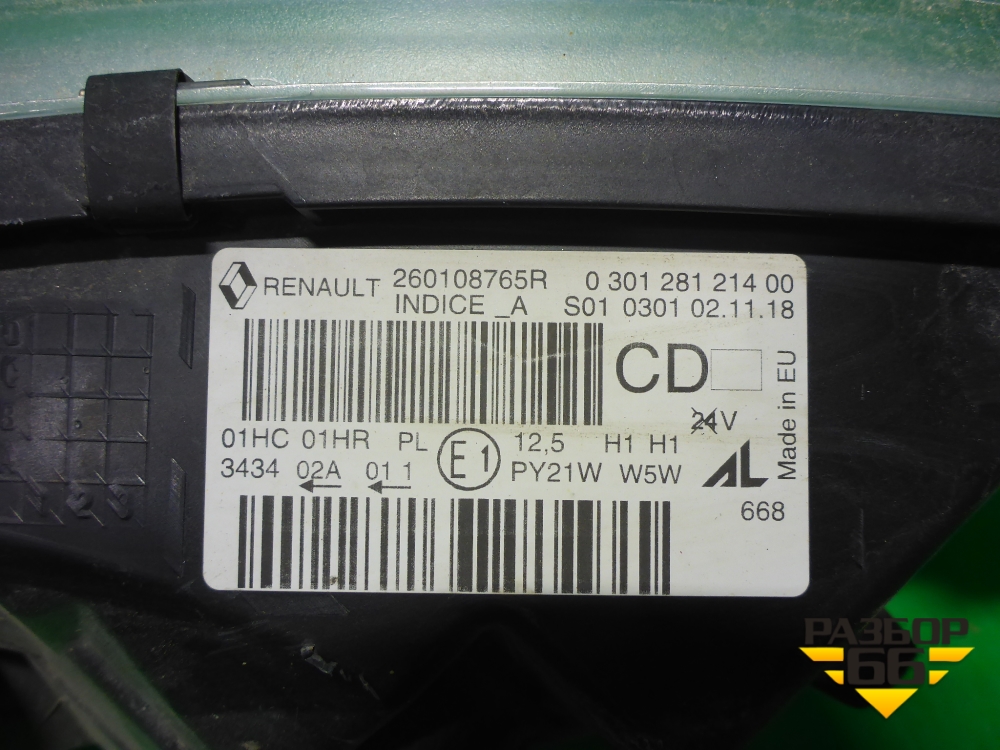 RENAULT 260108765R 0 301 281 214 00
INDICE _A S01 0301 02.11.18
CD
24V
Made in EU
01HC 01HR PL E1 12,5 H1 H1
3434 02A 01 1 PY21W W5W AL
668
РАЗБОР
66